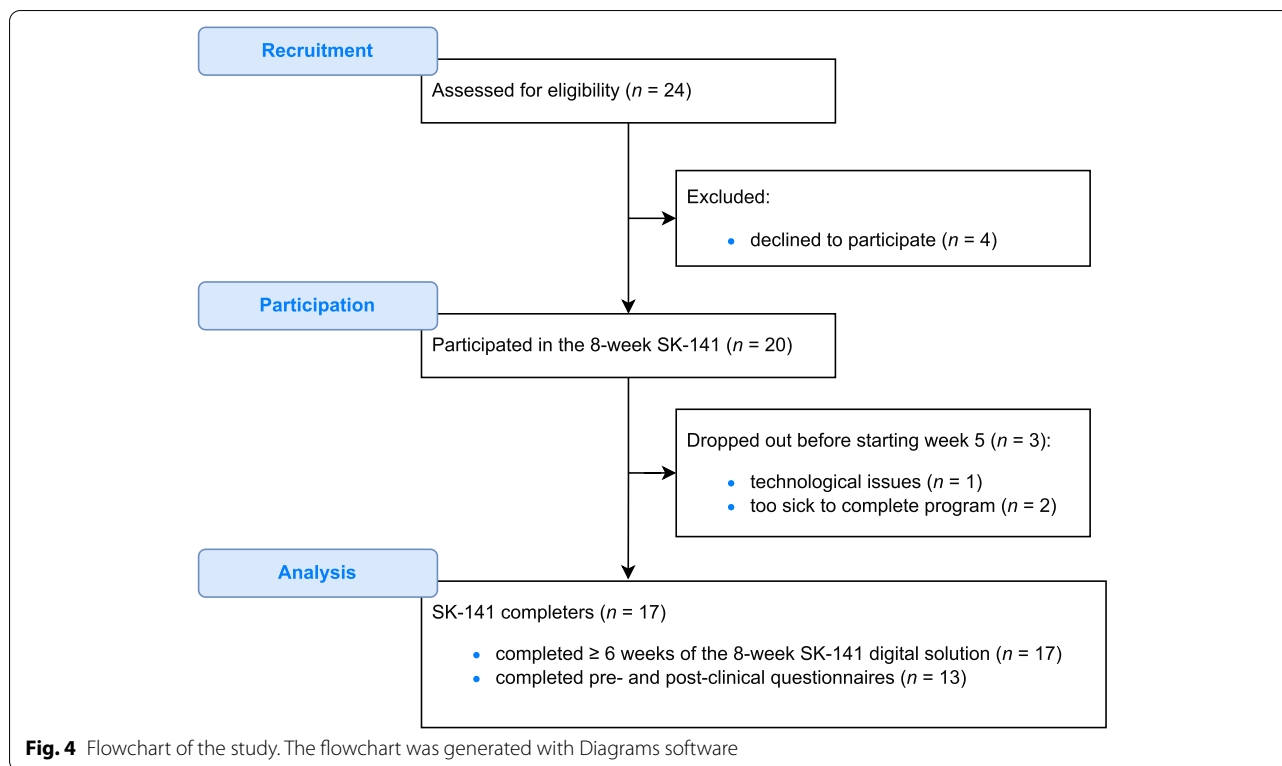 Recruitment
Assessed for eligibility (n = 24)
Excluded:
• declined to participate (n = 4)
Participation
Participated in the 8-week SK-141 (n = 20)
Dropped out before starting week 5 (n = 3):
• technological issues (n = 1)
• too sick to complete program (n = 2)
Analysis
SK-141 completers (n = 17)
• completed ≥ 6 weeks of the 8-week SK-141 digital solution (n = 17)
• completed pre- and post-clinical questionnaires (n = 13)
Fig. 4 Flowchart of the study. The flowchart was generated with Diagrams software